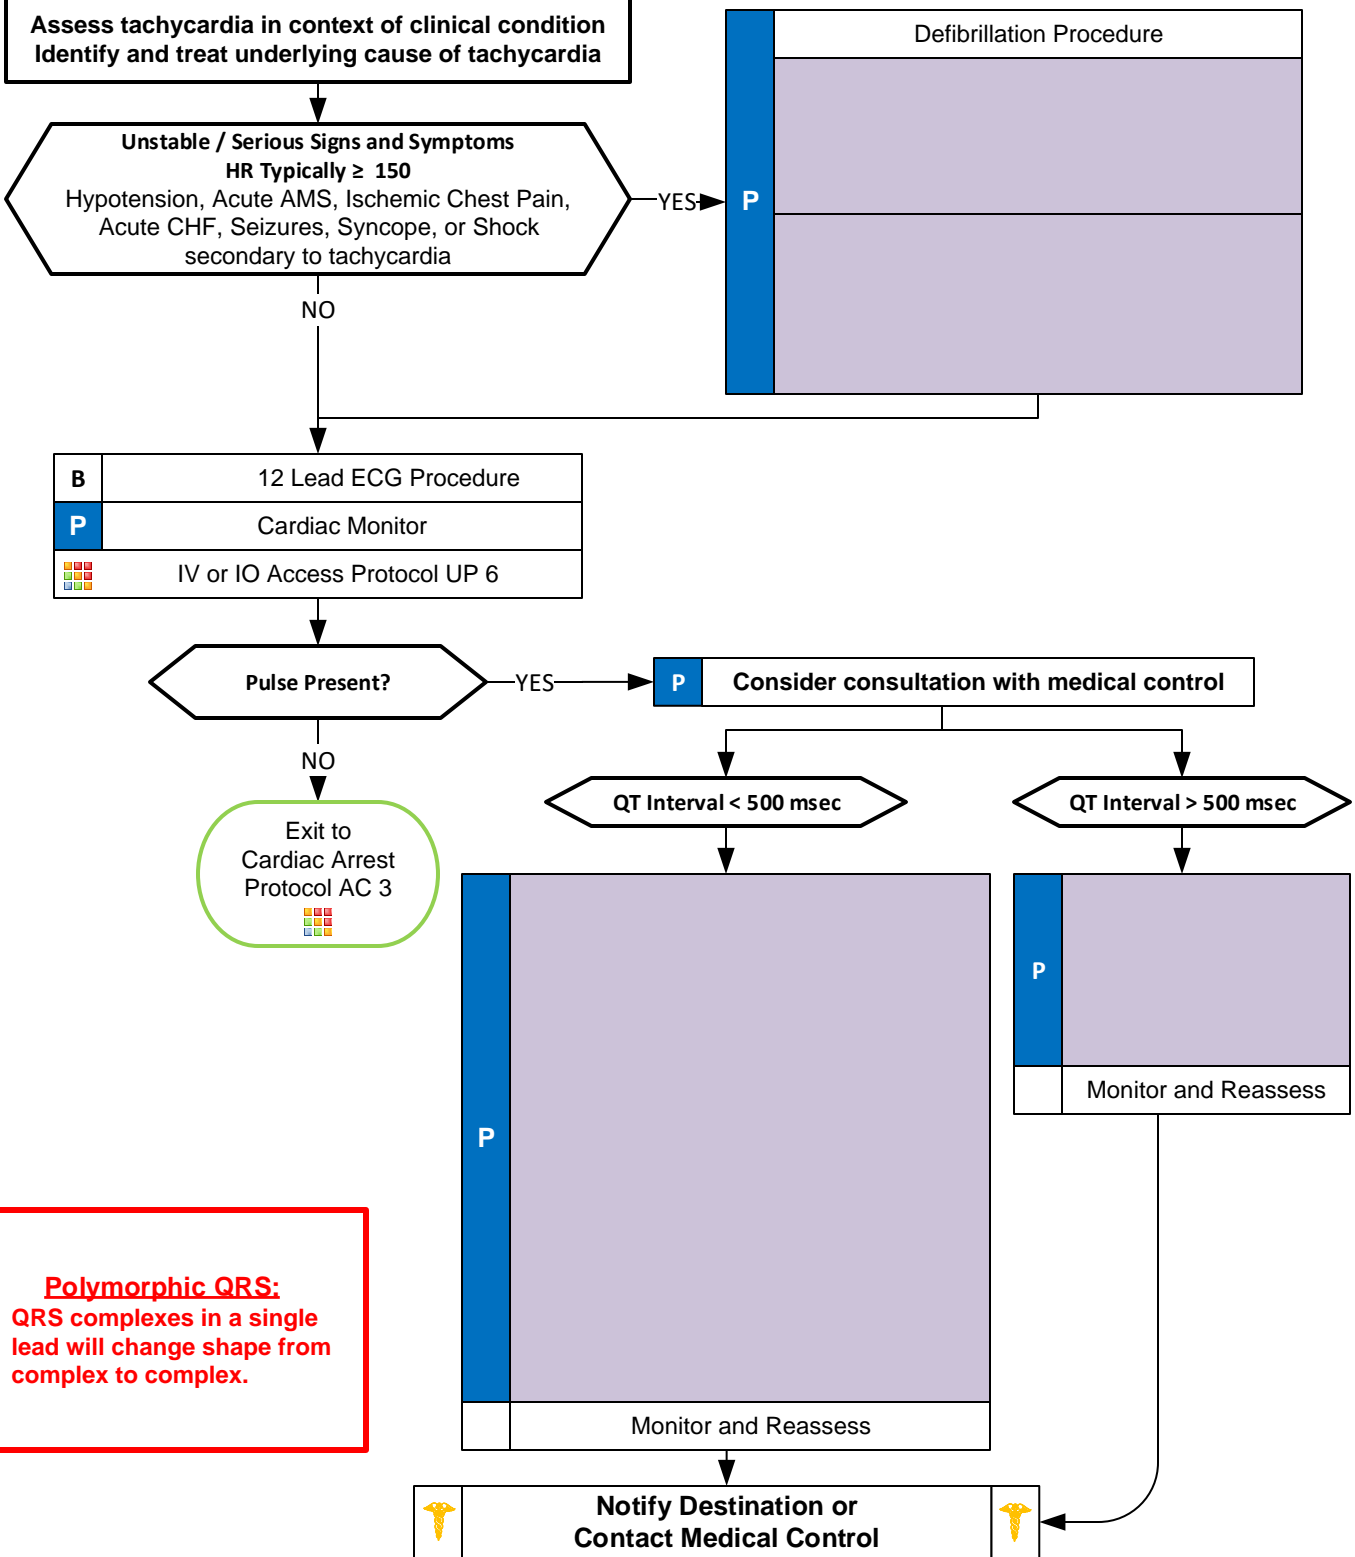 Assess tachycardia in context of clinical condition
Identify and treat underlying cause of tachycardia
Defibrillation Procedure
P
Unstable / Serious Signs and Symptoms
HR Typically ≥ 150
Hypotension, Acute AMS, Ischemic Chest Pain,
Acute CHF, Seizures, Syncope, or Shock
secondary to tachycardia
YES
NO
B
12 Lead ECG Procedure
P
Cardiac Monitor
IV or IO Access Protocol UP 6
Pulse Present?
YES
P
Consider consultation with medical control
NO
Exit to
Cardiac Arrest
Protocol AC 3
QT Interval < 500 msec
QT Interval > 500 msec
P
P
Monitor and Reassess
Monitor and Reassess
Polymorphic QRS:
QRS complexes in a single
lead will change shape from
complex to complex.
Notify Destination or
Contact Medical Control